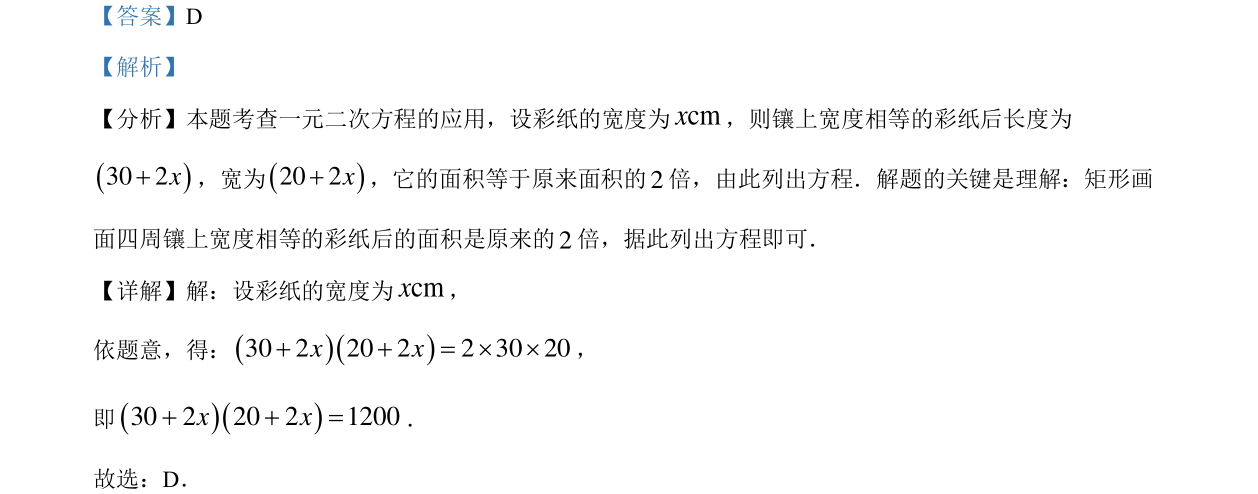 【答案】D
【解析】
【分析】本题考查一元二次方程的应用，设彩纸的宽度为xcm，则镶上宽度相等的彩纸后长度为
(30+2x)，宽为(20+2x)，它的面积等于原来面积的2倍，由此列出方程．解题的关键是理解：矩形画
面四周镶上宽度相等的彩纸后的面积是原来的2倍，据此列出方程即可．
【详解】解：设彩纸的宽度为xcm，
依题意，得：(30+2x)(20+2x)=2×30×20，
即(30+2x)(20+2x)=1200．
故选：D．